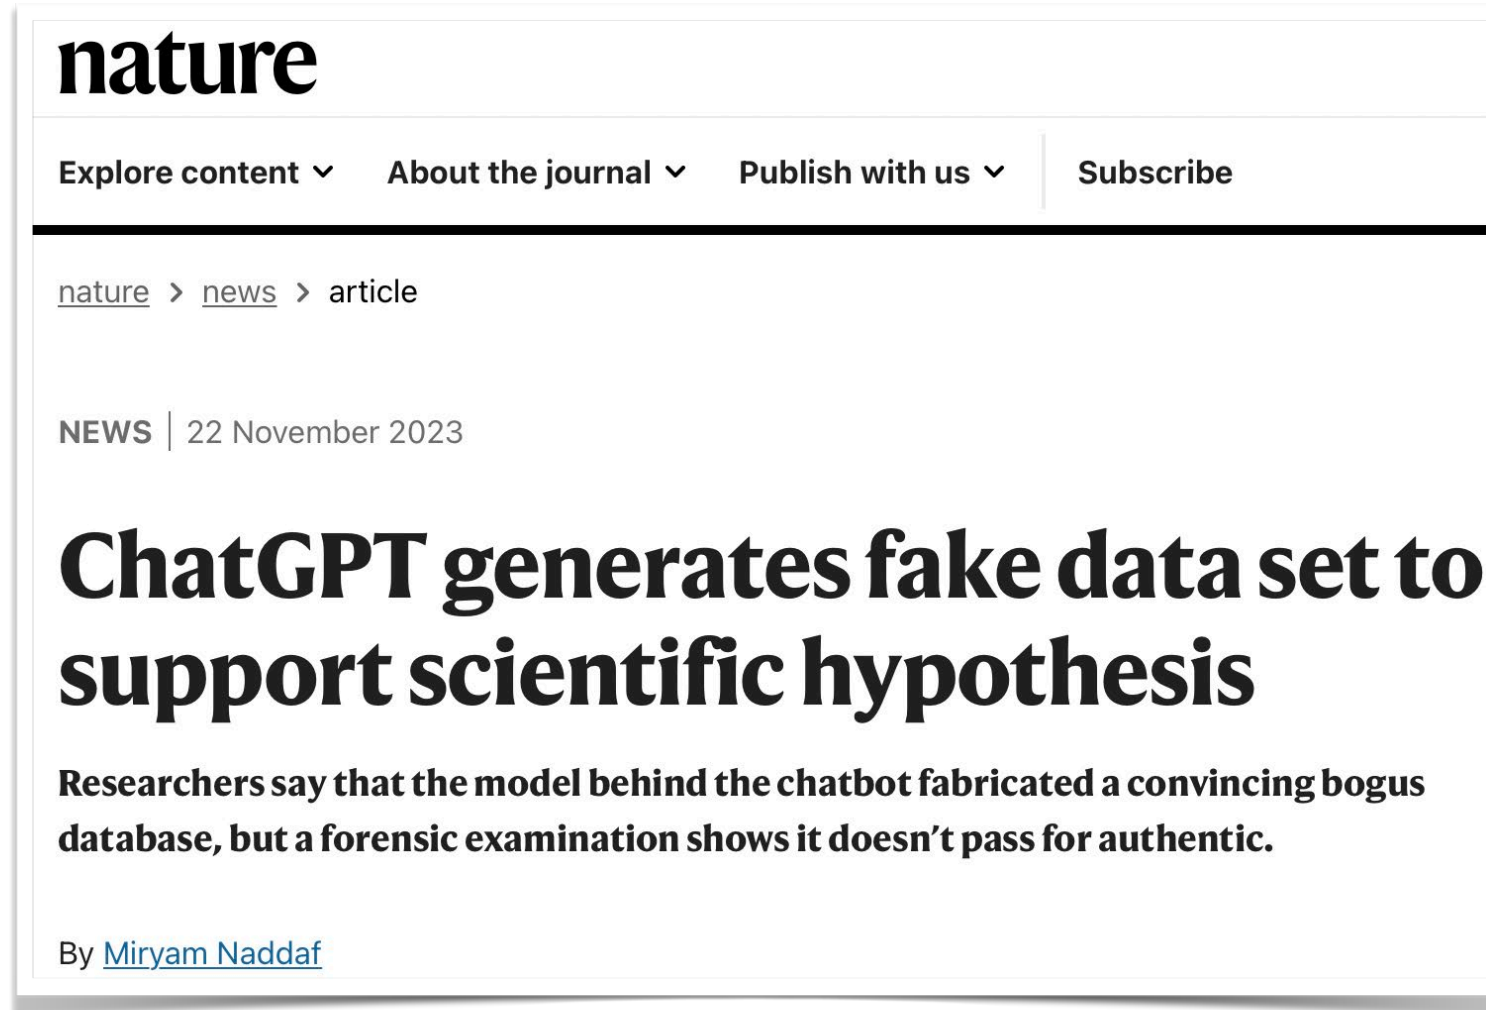 nature
Explore content About the journal Publish with us Subscribe
nature > news > article
NEWS | 22 November 2023
ChatGPT generates fake data set to
support scientific hypothesis
Researchers say that the model behind the chatbot fabricated a convincing bogus
database, but a forensic examination shows it doesn’t pass for authentic.
By Miryam Naddaf